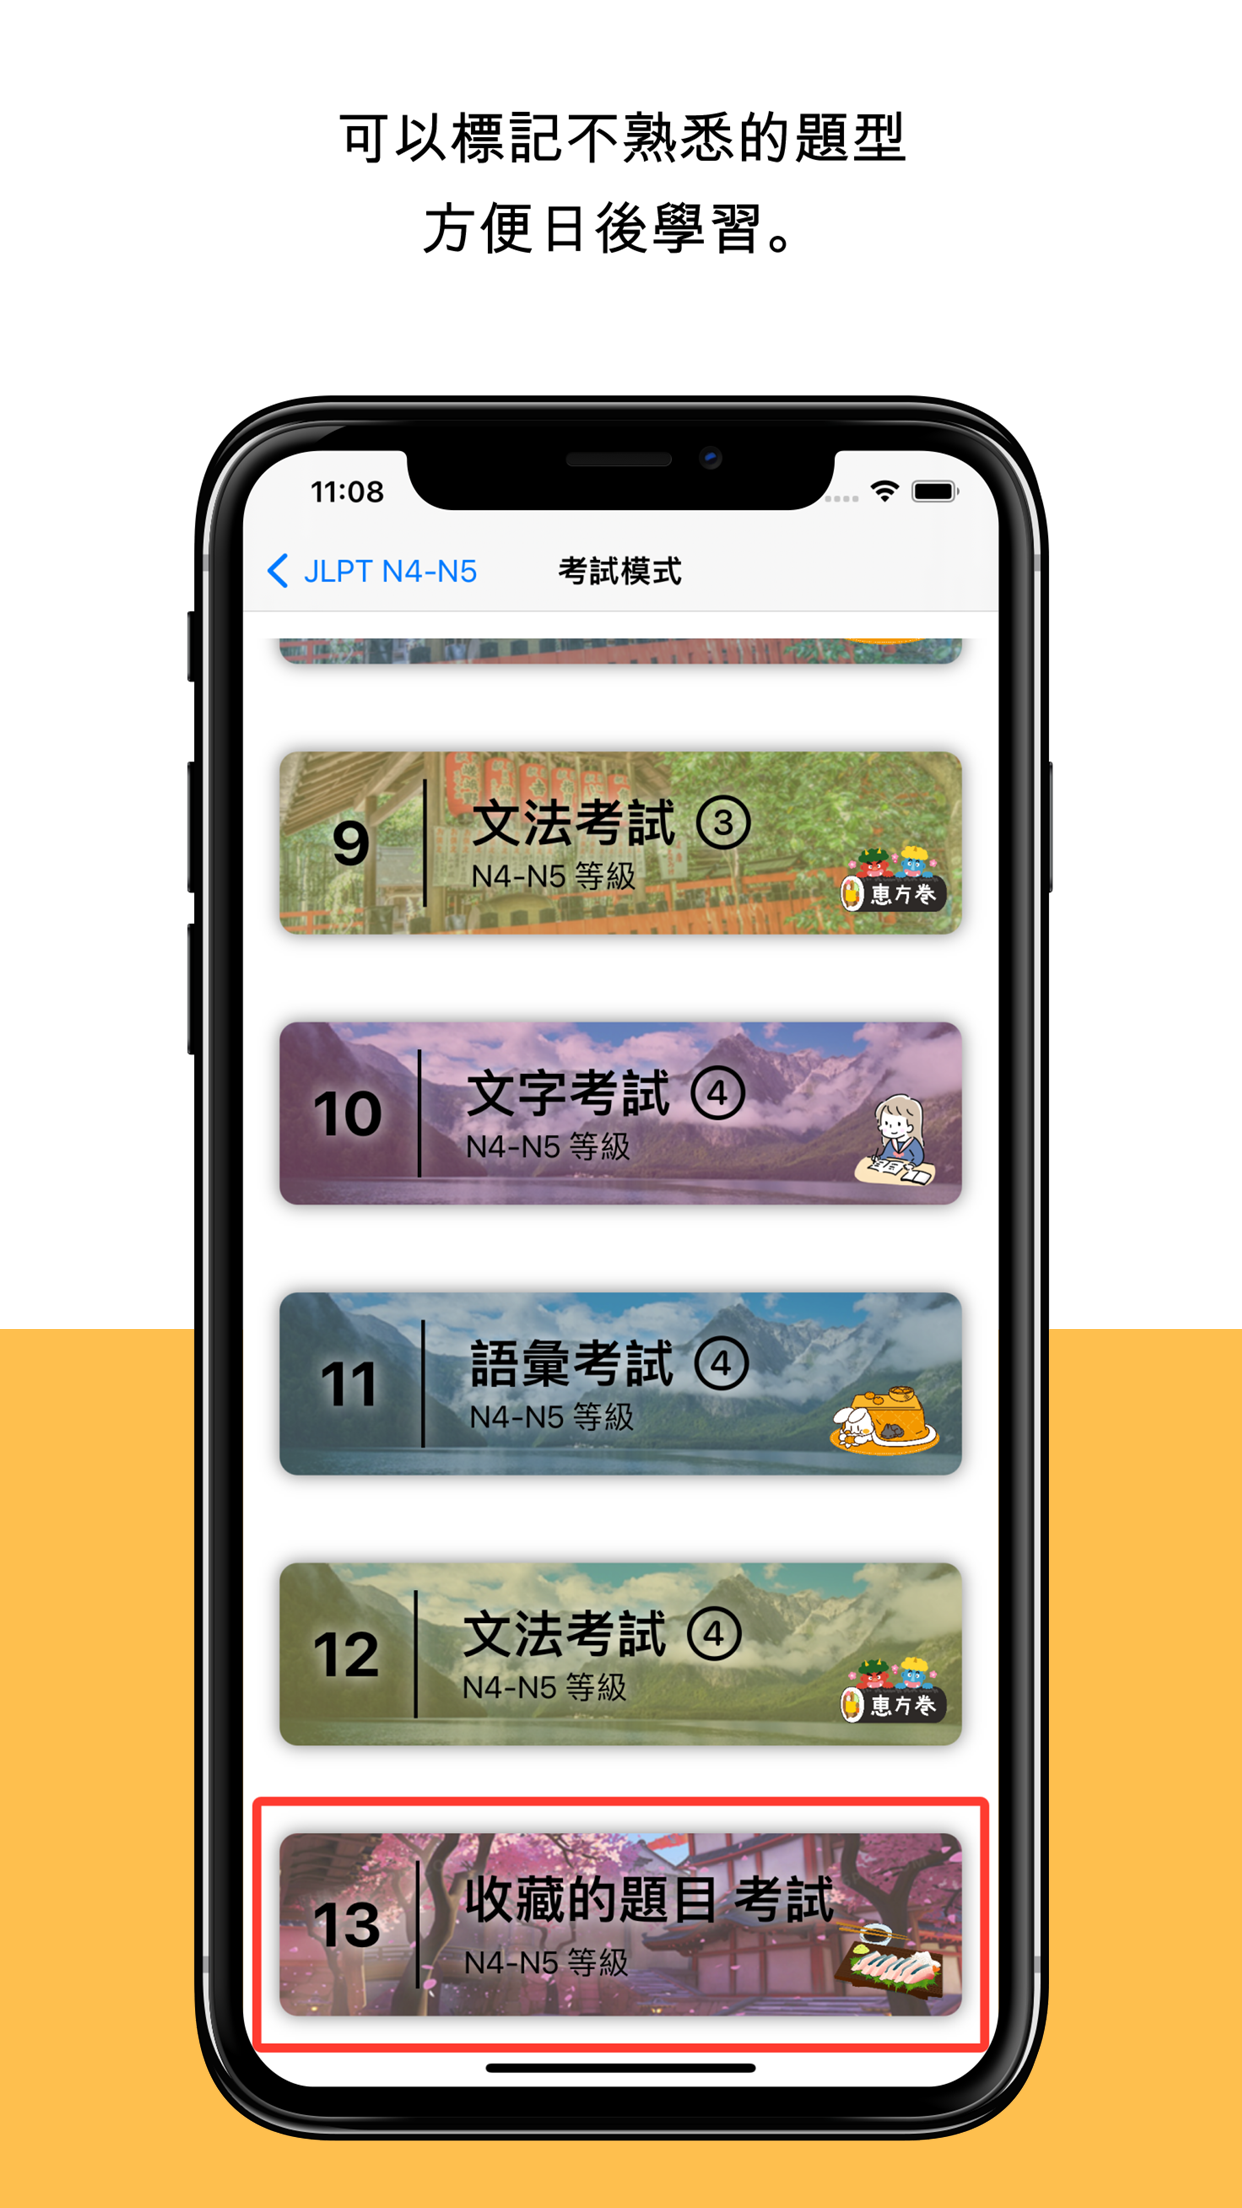 可以標記不熟悉的題型
方便日後學習。
11:08
JLPT N4-N5
考試模式
9
文法考試 ③
N4-N5 等級
恵方巻
10
文字考試 ④
N4-N5 等級
11
語彙考試 ④
N4-N5 等級
12
文法考試 ④
N4-N5 等級
恵方巻
13
收藏的題目 考試
N4-N5 等級